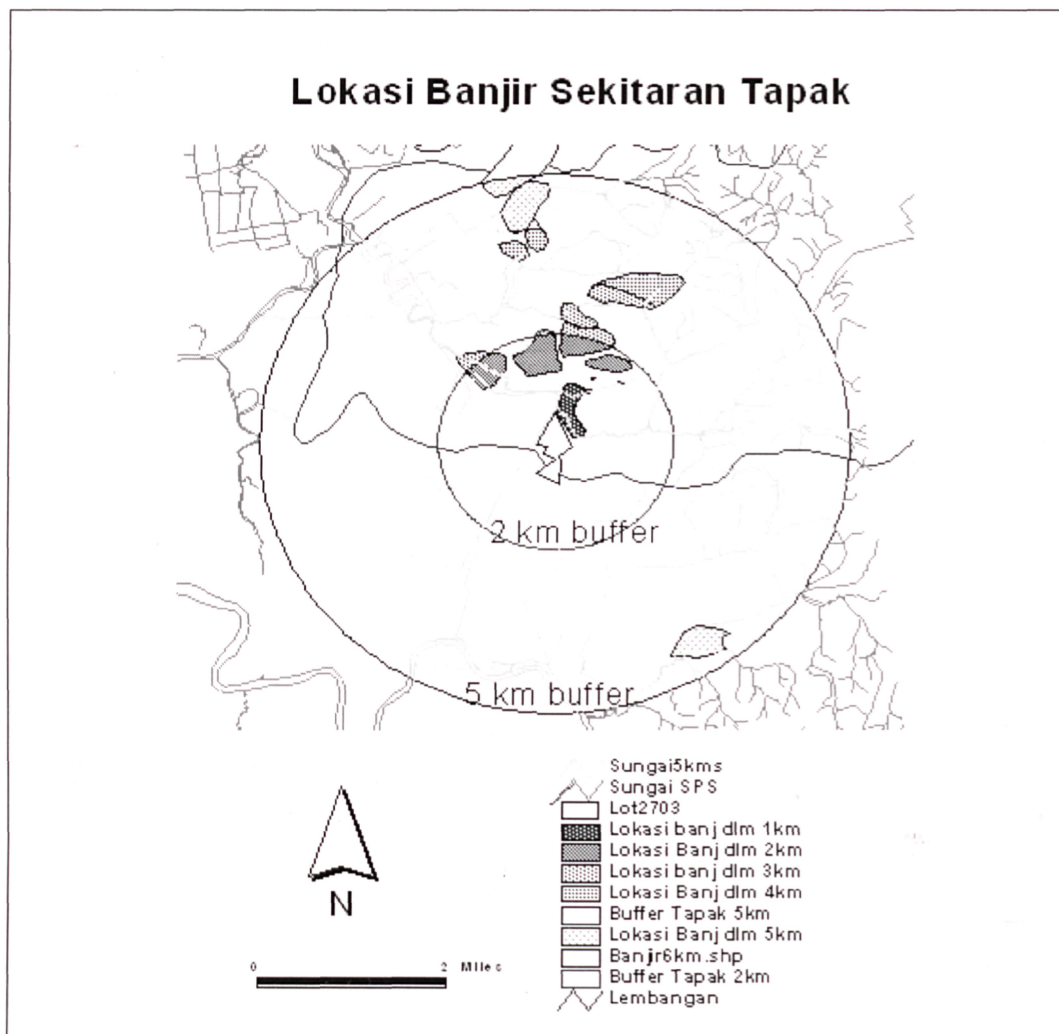 Lokasi Banjir Sekitaran Tapak
2 km buffer
5 km buffer
N
0 2 Miles
Sungai5kms
Sungai SPS
Lot2703
Lokasi banj dlm 1km
Lokasi Banj dlm 2km
Lokasi banj dlm 3km
Lokasi Banj dlm 4km
Buffer Tapak 5km
Lokasi Banj dlm 5km
Banjir6km.shp
Buffer Tapak 2km
Lembangan